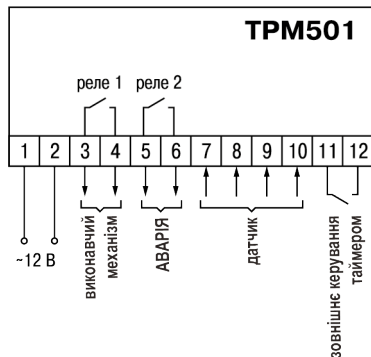 ТРМ501
реле 1 реле 2
1 2 3 4 5 6 7 8 9 10 11 12
~12 В
виконавчий
механізм
АВАРІЯ
датчик
зовнішнє керування
таймером